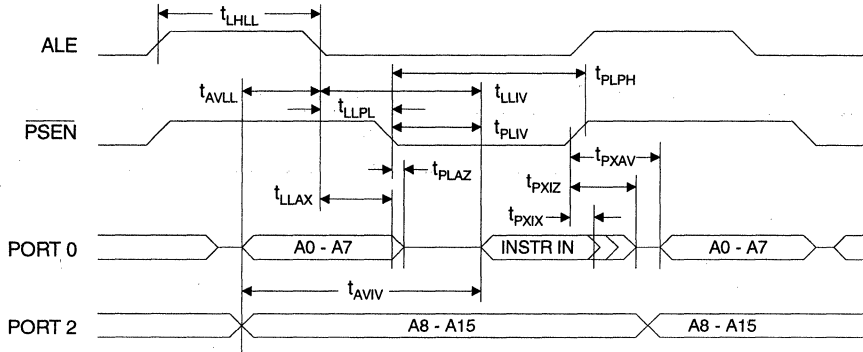 tLHLL
ALE
tPLPH
tAVLL
tLLIV
tLLPL
PSEN
tPLIV
tPXAV
tPLAZ
tPXIZ
tLLAX
tPXIX
PORT 0
A0 - A7
INSTR IN
A0 - A7
tAVIV
PORT 2
A8 - A15
A8 - A15